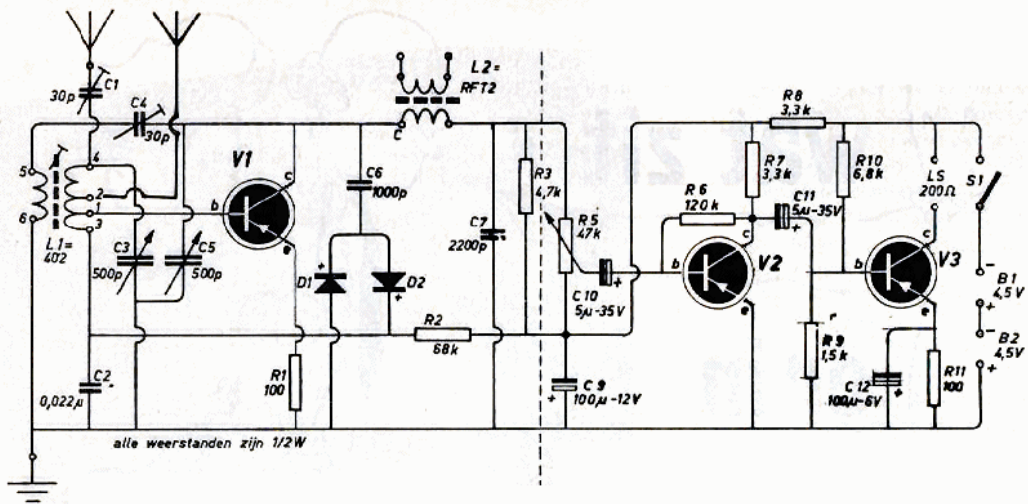 C1
30p
C4
30p
5
6
4
2
1
3
L1=
402
C3
500p
C5
500p
C2
0,022µ
V1
b
c
e
R1
100
C6
1000p
D1
+
D2
+
R2
68k
L2=
RFT2
c
C7
2200p
R3
4,7k
R5
47k
C10
5µ-35V
+
C9
100µ-12V
+
R6
120k
R7
3,3k
R8
3,3k
C11
5µ-35V
+
b
c
e
V2
R9
1,5k
R10
6,8k
LS
200Ω
S1
b
c
e
V3
C12
100µ-6V
+
R11
100
-
B1
4,5V
+
-
B2
4,5V
+
alle weerstanden zijn 1/2W